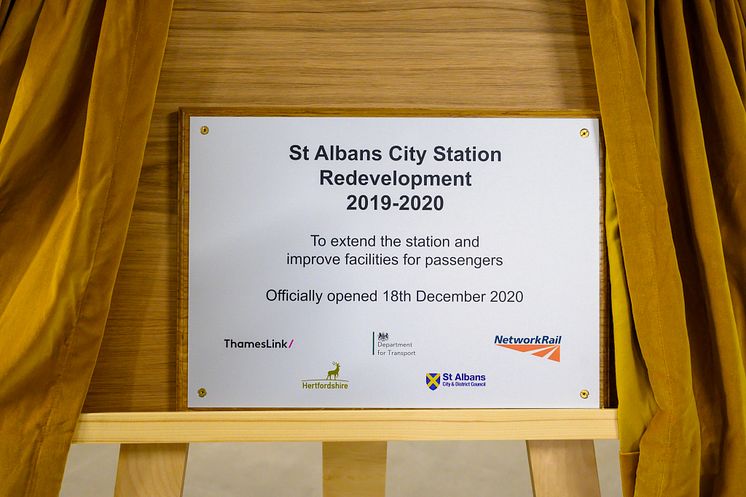 St Albans City Station
Redevelopment
2019-2020
To extend the station and
improve facilities for passengers
Officially opened 18th December 2020
ThamesLink/
Department
for Transport
NetworkRail
Hertfordshire
St Albans
City & District Council